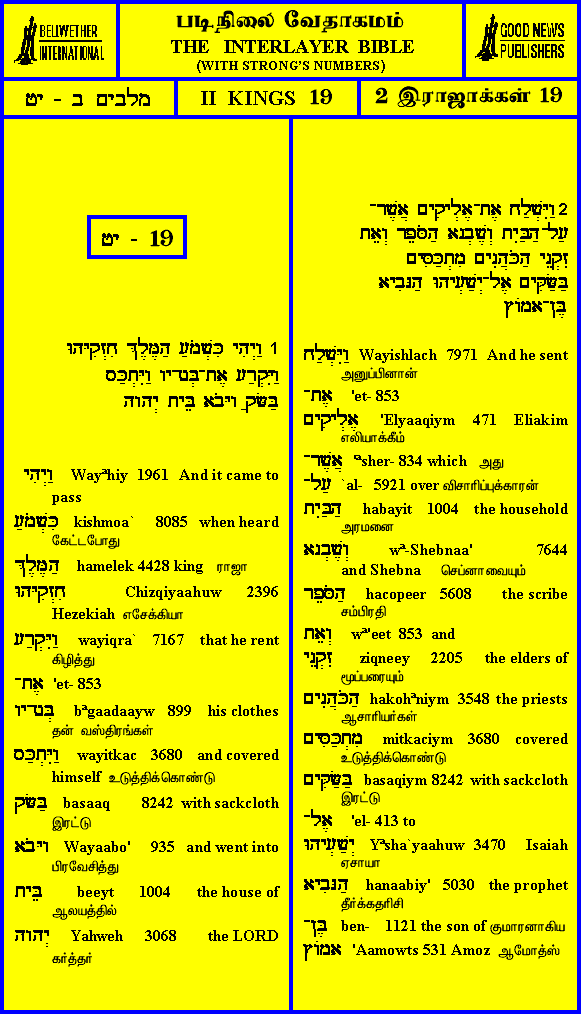 BELLWETHER
INTERNATIONAL
படிநிலை வேதாகமம்
THE INTERLAYER BIBLE
(WITH STRONG'S NUMBERS)
GOOD NEWS
PUBLISHERS
מלבים ב - יט
II KINGS 19
2 இராஜாக்கள் 19
19 - יט
1 וַיְהִי כִּשְׁמֹעַ הַמֶּלֶךְ חִזְקִיָּהוּ
וַיִּקְרַע אֶת־בְּגָדָיו וַיִּתְכַּס
בַּשָּׂק וַיָּבֹא בֵּית יְהוָה
וַיְהִי Wayªhiy 1961 And it came to
pass
כִּשְׁמֹעַ kishmoa` 8085 when heard
கேட்டபோது
הַמֶּלֶךְ hamelek 4428 king ராஜா
חִזְקִיָּהוּ Chizqiyaahuw 2396
Hezekiah எசேக்கியா
וַיִּקְרַע wayiqra` 7167 that he rent
கிழித்து
אֶת־ 'et- 853
בְּגָדָיו bªgaadaayw 899 his clothes
தன் வஸ்திரங்கள்
וַיִּתְכַּס wayitkac 3680 and covered
himself உடுத்திக்கொண்டு
בַּשָּׂק basaaq 8242 with sackcloth
இரட்டு
וַיָּבֹא Wayaabo' 935 and went into
பிரவேசித்து
בֵּית beeyt 1004 the house of
ஆலயத்தில்
יְהוָה Yahweh 3068 the LORD
கர்த்தர்
2 וַיִּשְׁלַח אֶת־אֶלְיָקִים אֲשֶׁר־
עַל־הַבַּיִת וְשֶׁבְנָא הַסֹּפֵר וְאֵת
זִקְנֵי הַכֹּהֲנִים מִתְכַּסִּים
בַּשַּׂקִּים אֶל־יְשַׁעְיָהוּ הַנָּבִיא
בֶּן־אָמוֹץ
וַיִּשְׁלַח Wayishlach 7971 And he sent
அனுப்பினான்
אֶת־ 'et- 853
אֶלְיָקִים 'Elyaaqiym 471 Eliakim
எலியாக்கீம்
אֲשֶׁר־ ªsher- 834 which அது
עַל־ `al- 5921 over விசாரிப்புக்காரன்
הַבַּיִת habayit 1004 the household
அரமனை
וְשֶׁבְנָא wª-Shebnaa' 7644
and Shebna செப்னாவையும்
הַסֹּפֵר hacopeer 5608 the scribe
சம்பிரதி
וְאֵת wª'eet 853 and
זִקְנֵי ziqneey 2205 the elders of
மூப்பரையும்
הַכֹּהֲנִים hakohªniym 3548 the priests
ஆசாரியர்கள்
מִתְכַּסִּים mitkaciym 3680 covered
உடுத்திக்கொண்டு
בַּשַּׂקִּים basaqiym 8242 with sackcloth
இரட்டு
אֶל־ 'el- 413 to
יְשַׁעְיָהוּ Yªsha`yaahuw 3470 Isaiah
ஏசாயா
הַנָּבִיא hanaabiy' 5030 the prophet
தீர்க்கதரிசி
בֶּן־ ben- 1121 the son of குமாரனாகிய
אָמוֹץ 'Aamowts 531 Amoz ஆமோத்ஸ்